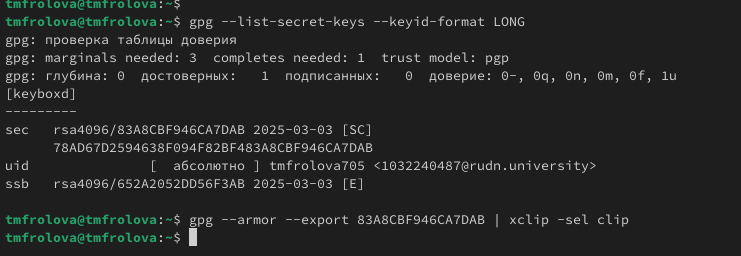 tmfrolova@tmfrolova:~$
tmfrolova@tmfrolova:~$ gpg --list-secret-keys --keyid-format LONG
gpg: проверка таблицы доверия
gpg: marginals needed: 3  completes needed: 1  trust model: pgp
gpg: глубина: 0  достоверных:   1  подписанных:   0  доверие: 0-, 0q, 0n, 0m, 0f, 1u
[keyboxd]
---------
sec   rsa4096/83A8CBF946CA7DAB 2025-03-03 [SC]
      78AD67D2594638F094F82BF483A8CBF946CA7DAB
uid                 [  абсолютно ] tmfrolova705 <1032240487@rudn.university>
ssb   rsa4096/652A2052DD56F3AB 2025-03-03 [E]

tmfrolova@tmfrolova:~$ gpg --armor --export 83A8CBF946CA7DAB | xclip -sel clip
tmfrolova@tmfrolova:~$